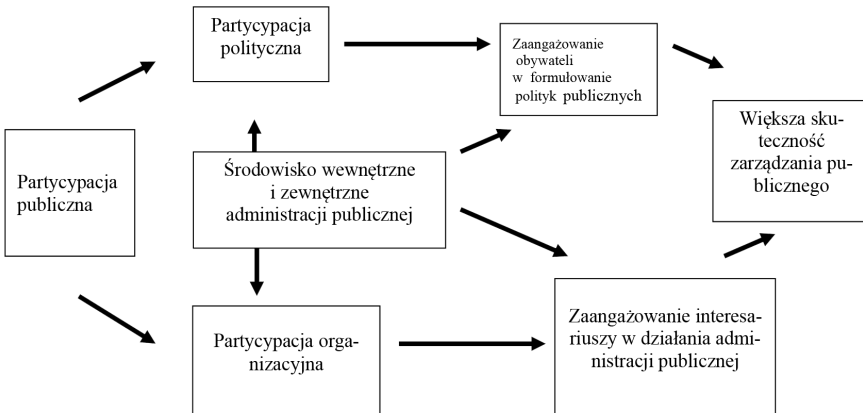 Partycypacja
polityczna
Zaangażowanie
obywateli
w formułowanie
polityk publicznych
Większa sku-
teczność
zarządzania pu-
blicznego
Partycypacja
publiczna
Środowisko wewnętrzne
i zewnętrzne
administracji publicznej
Partycypacja orga-
nizacyjna
Zaangażowanie interesa-
riuszy w działania admi-
nistracji publicznej